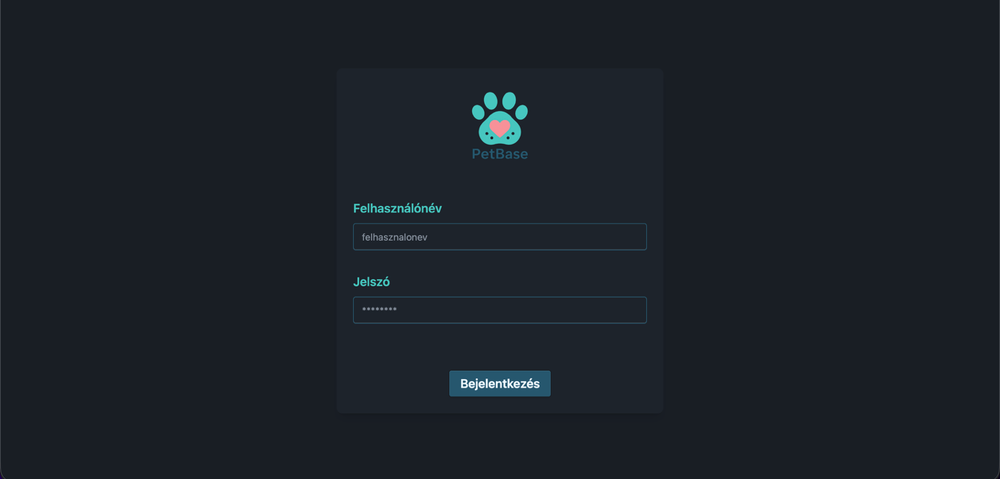 PetBase
Felhasználónév
felhasznalonev
Jelszó
********
Bejelentkezés